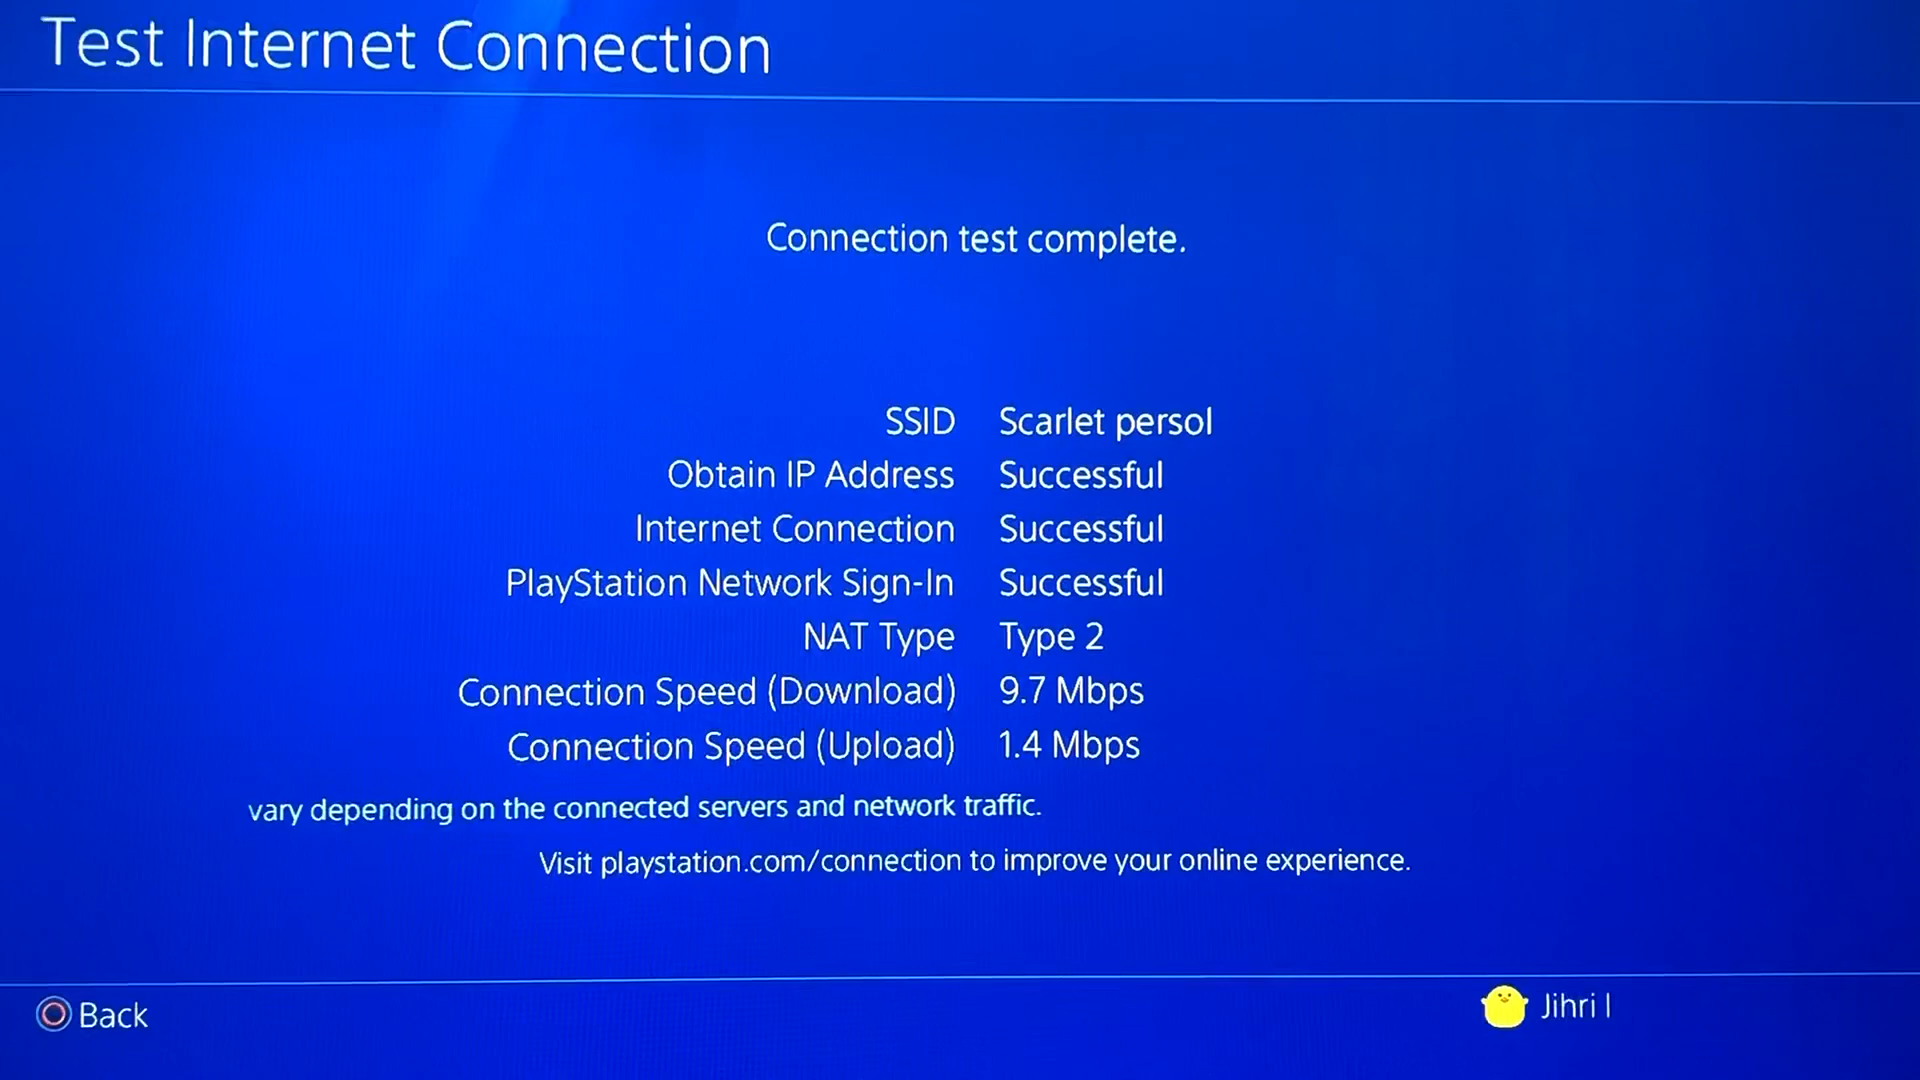 Test Internet Connection
Connection test complete.
SSID Scarlet persol
Obtain IP Address Successful
Internet Connection Successful
PlayStation Network Sign-In Successful
NAT Type Type 2
Connection Speed (Download) 9.7 Mbps
Connection Speed (Upload) 1.4 Mbps
vary depending on the connected servers and network traffic.
Visit playstation.com/connection to improve your online experience.
Back
Jihri l